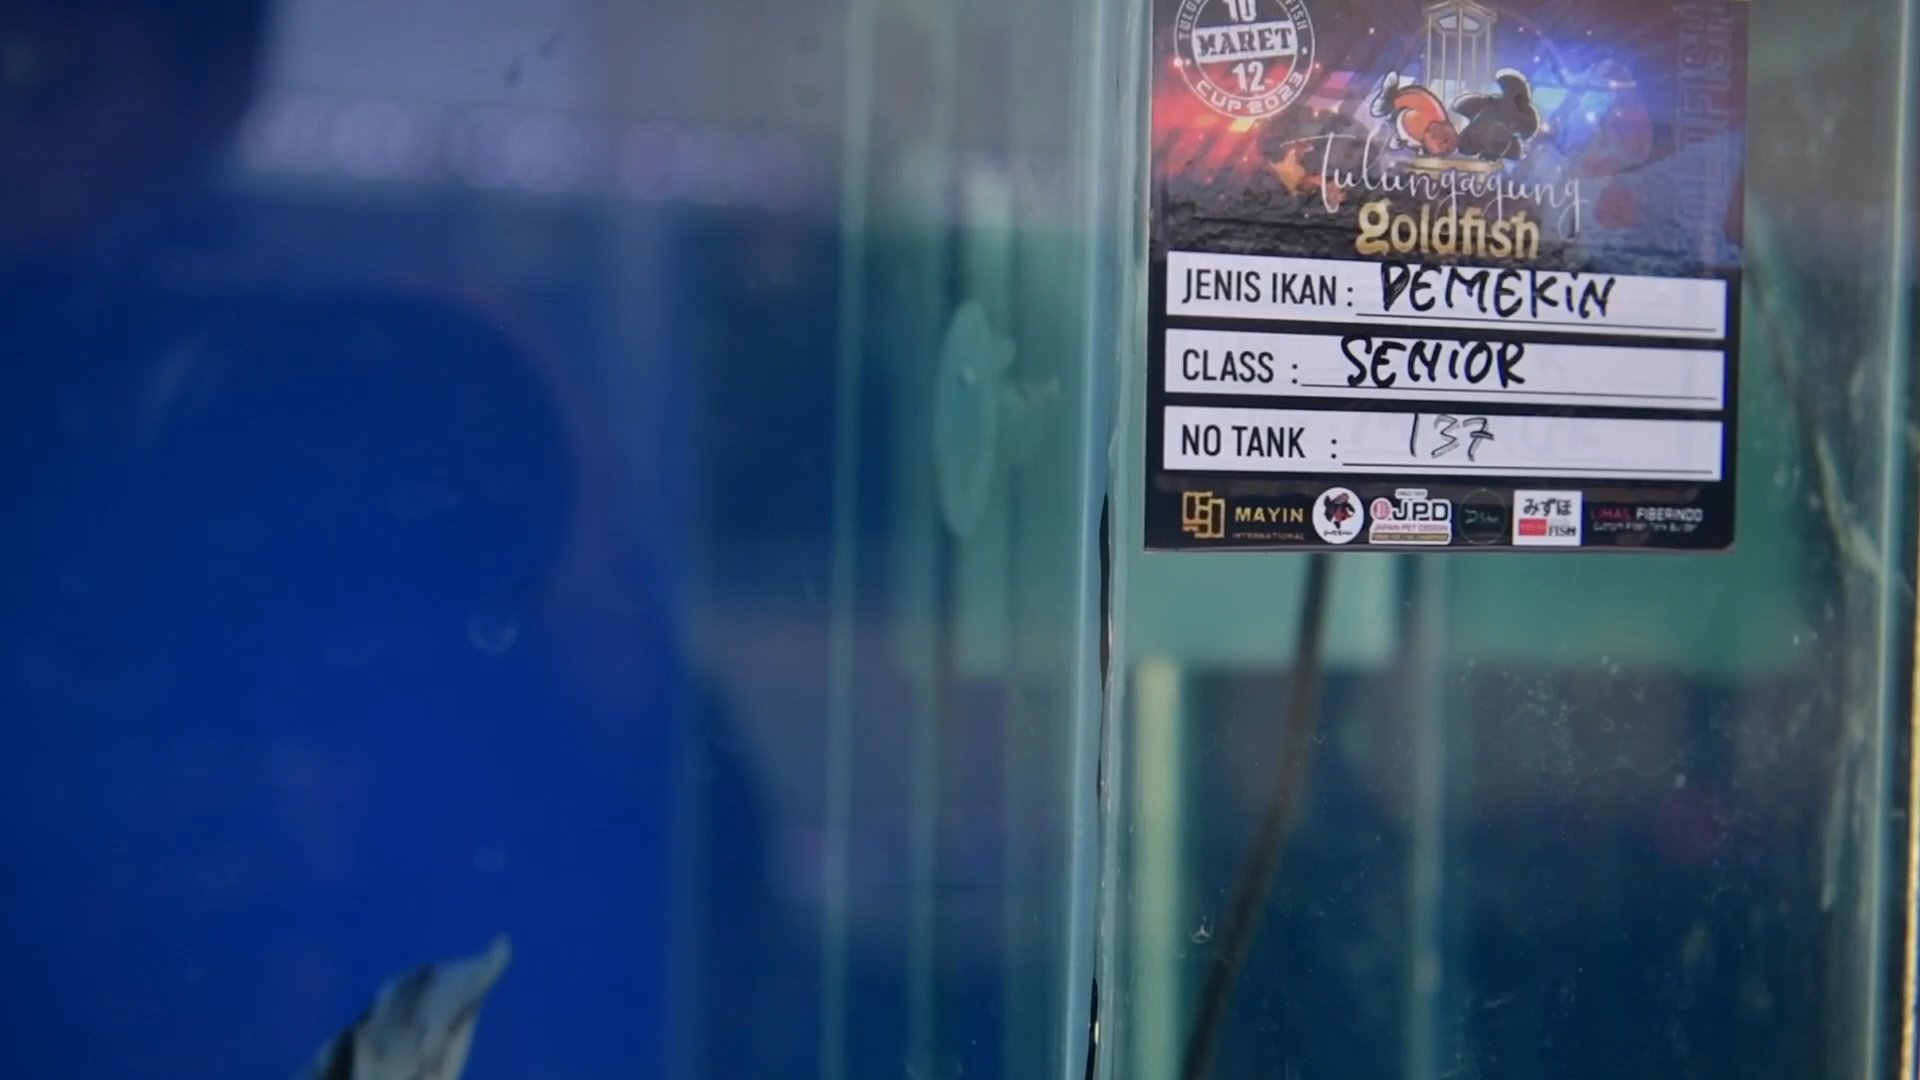 10
MARET
12
CUP 2023
Tulungagung
goldfish
JENIS IKAN : DEMEKIN
CLASS : SENIOR
NO TANK : 137
MAYIN
INTERNATIONAL
JPD
JAPAN PET DESIGN
みずほ
FISH
LIMAS FIBERINDO